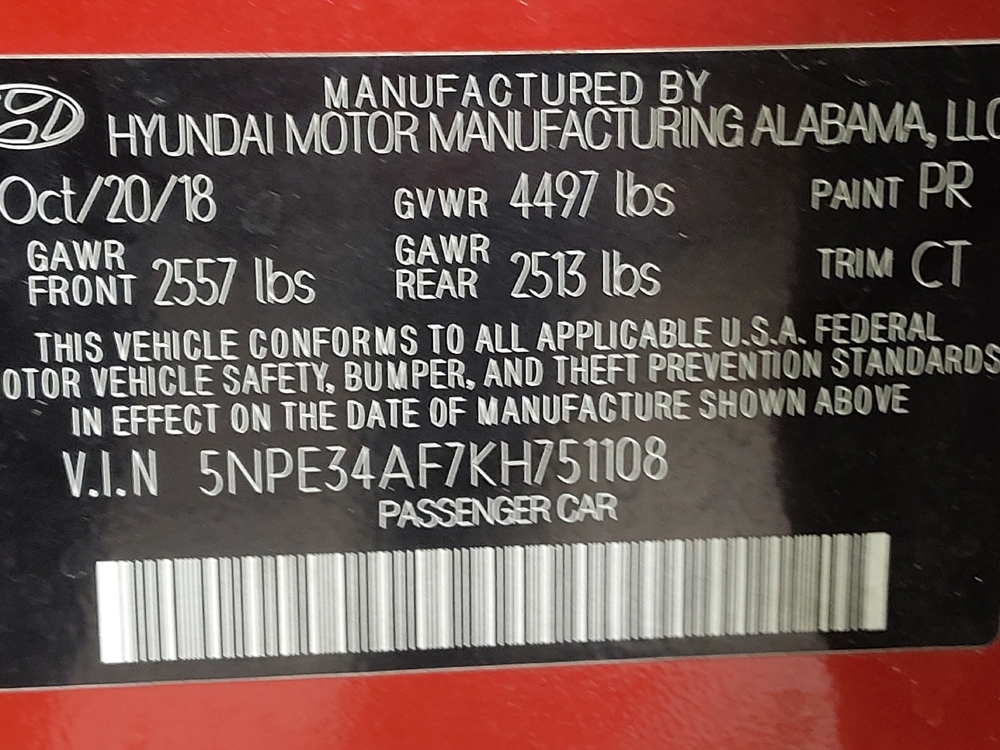 MANUFACTURED BY
HYUNDAI MOTOR MANUFACTURING ALABAMA, LLC
Oct/20/18 GVWR 4497 lbs PAINT PR
GAWR FRONT 2557 lbs GAWR REAR 2513 lbs TRIM CT
THIS VEHICLE CONFORMS TO ALL APPLICABLE U.S.A. FEDERAL
OTOR VEHICLE SAFETY, BUMPER, AND THEFT PREVENTION STANDARDS
IN EFFECT ON THE DATE OF MANUFACTURE SHOWN ABOVE
V.I.N 5NPE34AF7KH751108
PASSENGER CAR